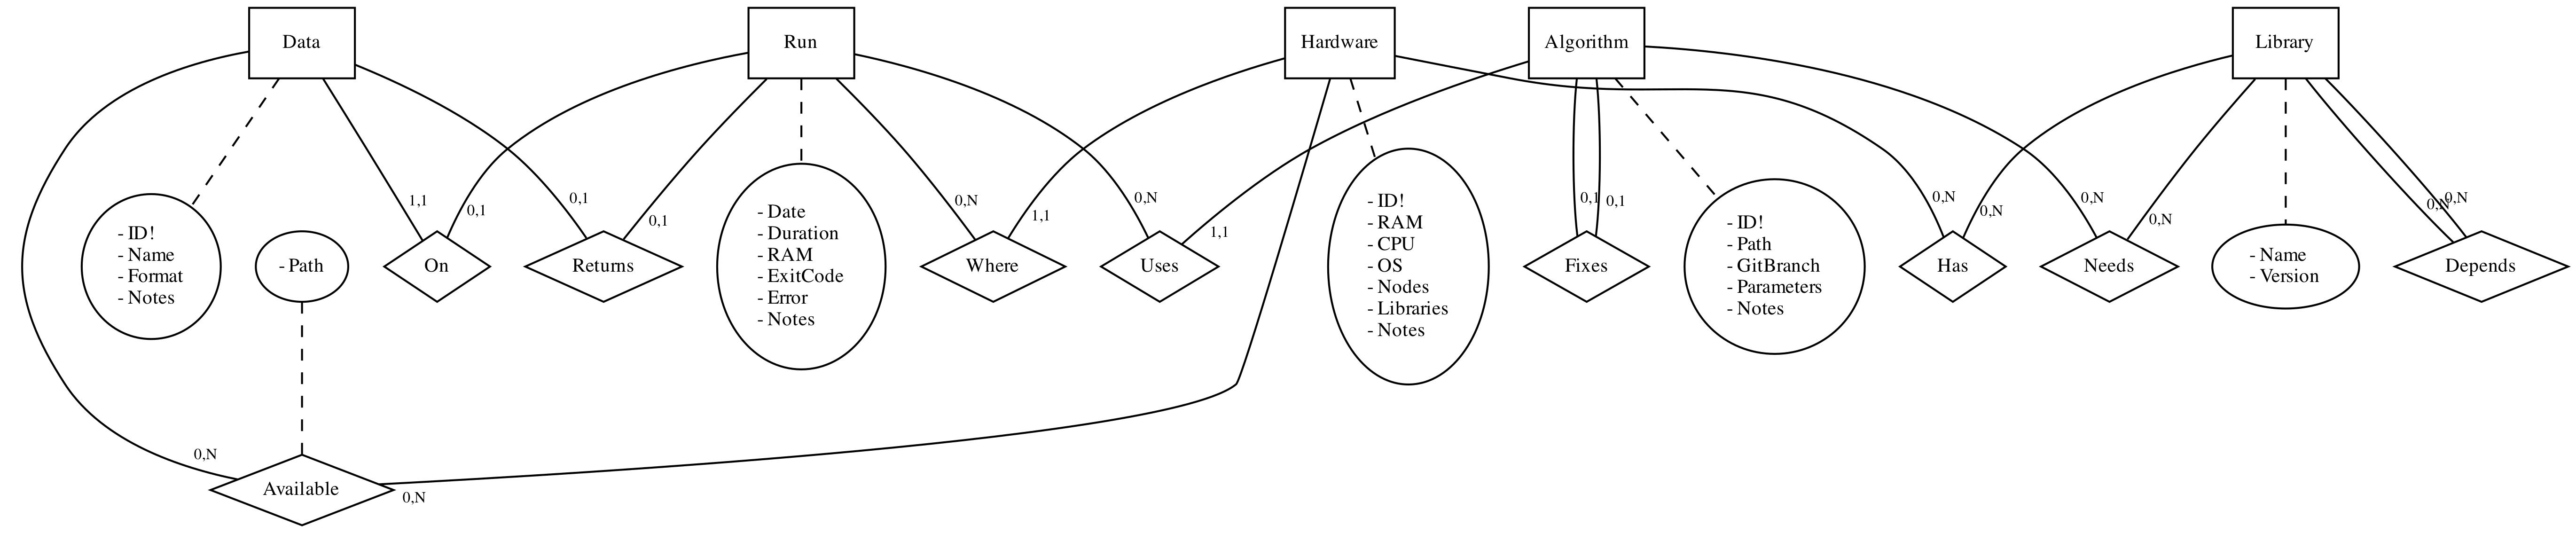 Data
Run
Hardware
Algorithm
Library
- ID!
- Name
- Format
- Notes
- Path
1,1
On
0,1
0,1
Returns
0,1
- Date
- Duration
- RAM
- ExitCode
- Error
- Notes
0,N
Where
1,1
0,N
Uses
1,1
- ID!
- RAM
- CPU
- OS
- Nodes
- Libraries
- Notes
0,1
0,1
Fixes
- ID!
- Path
- GitBranch
- Parameters
- Notes
0,N
Has
0,N
0,N
Needs
0,N
- Name
- Version
0,N
0,N
Depends
0,N
Available
0,N